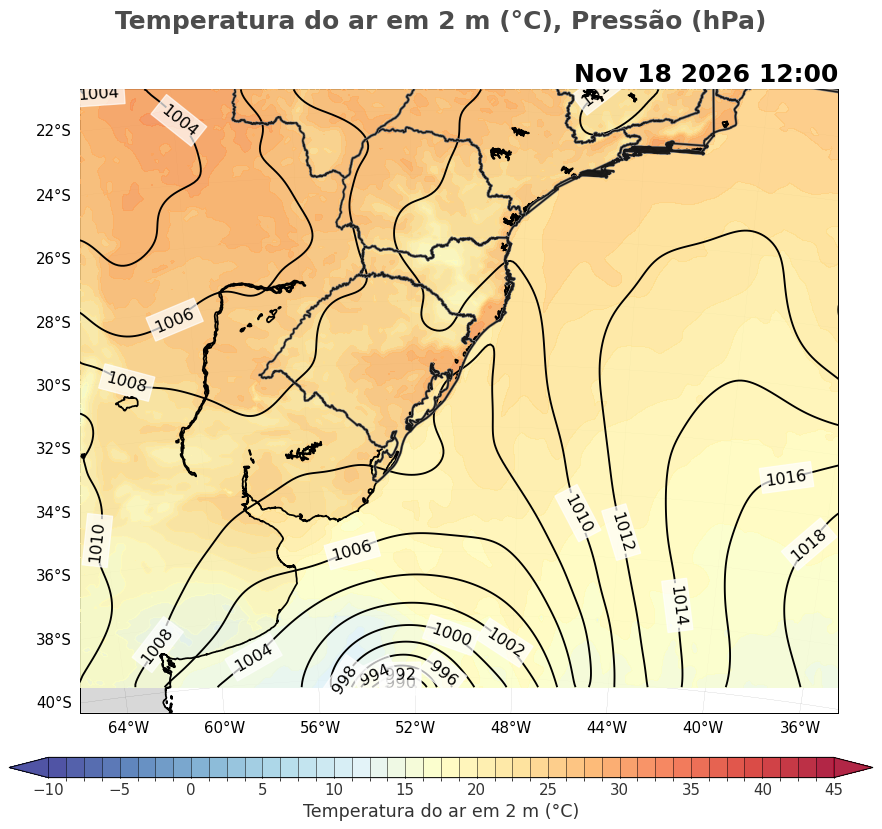 Temperatura do ar em 2 m (°C), Pressão (hPa)
Nov 18 2026 12:00
1004
1004
22°S
24°S
26°S
28°S
30°S
32°S
34°S
36°S
38°S
40°S
1006
1008
1010
1016
1018
1010
1012
1014
1006
1008
1004
1000
1002
998
994
992
990
996
64°W
60°W
56°W
52°W
48°W
44°W
40°W
36°W
−10
−5
0
5
10
15
20
25
30
35
40
45
Temperatura do ar em 2 m (°C)